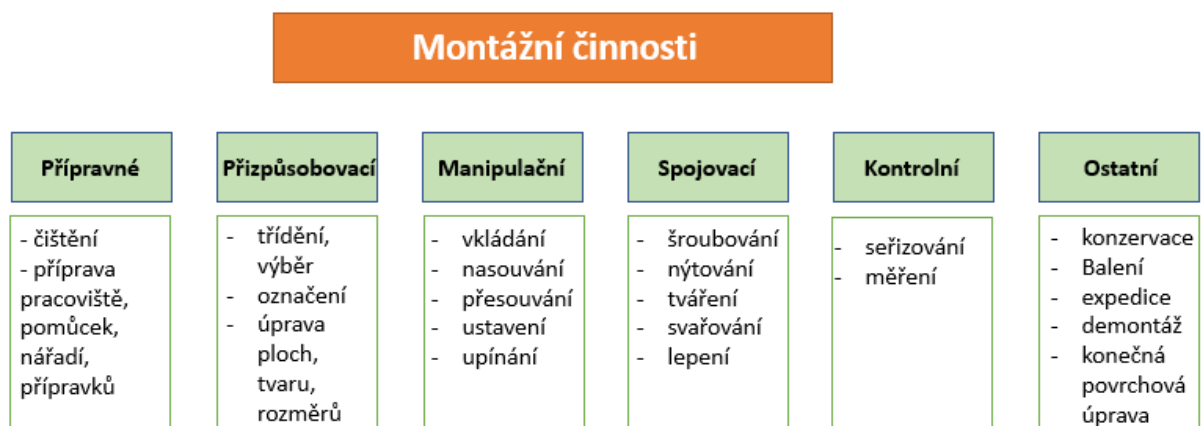 Montážní činnosti
Přípravné
- čištění
- příprava
pracoviště,
pomůcek,
nářadí,
přípravků
Přizpůsobovací
- třídění,
výběr
- označení
- úprava
ploch,
tvaru,
rozměrů
Manipulační
- vkládání
- nasouvání
- přesouvání
- ustavení
- upínání
Spojovací
- šroubování
- nýtování
- tváření
- svařování
- lepení
Kontrolní
- seřizování
- měření
Ostatní
- konzervace
- Balení
- expedice
- demontáž
- konečná
povrchová
úprava